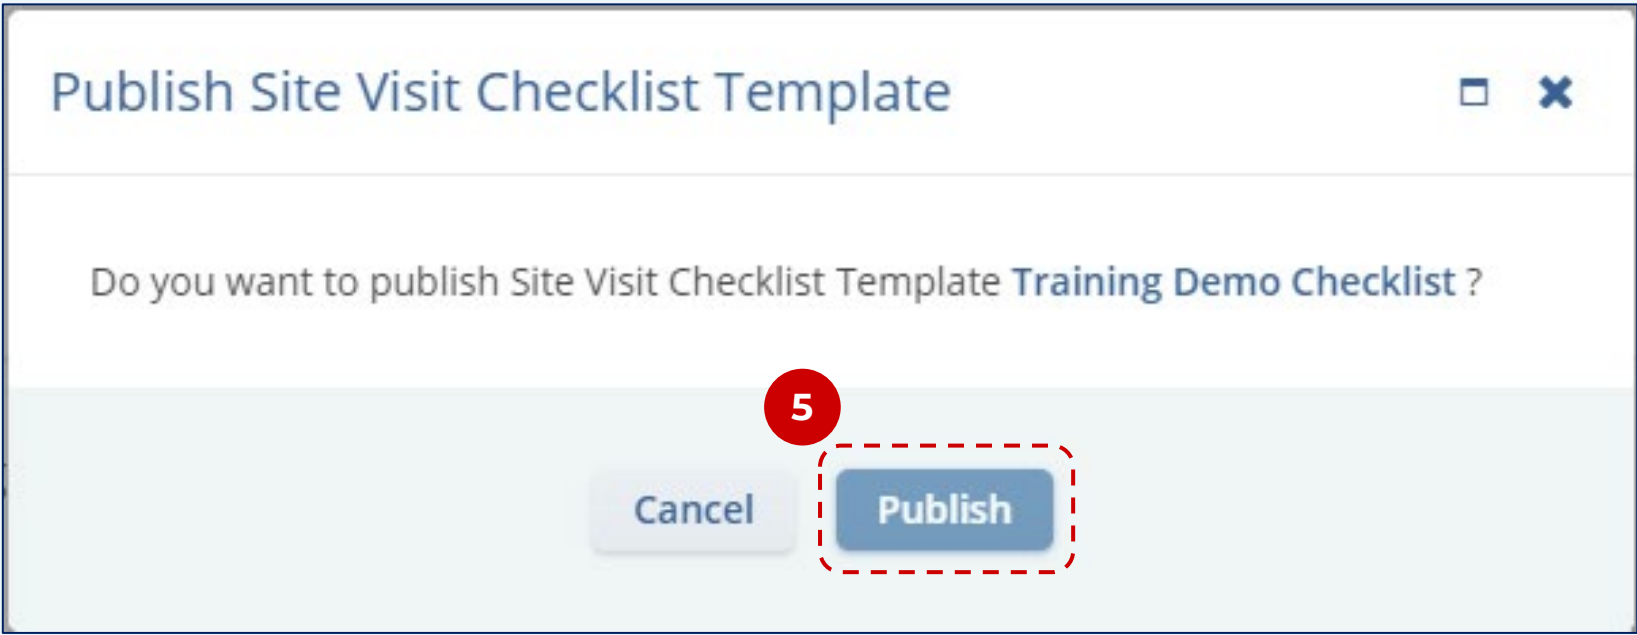 Publish Site Visit Checklist Template
Do you want to publish Site Visit Checklist Template Training Demo Checklist ?
5
Cancel
Publish